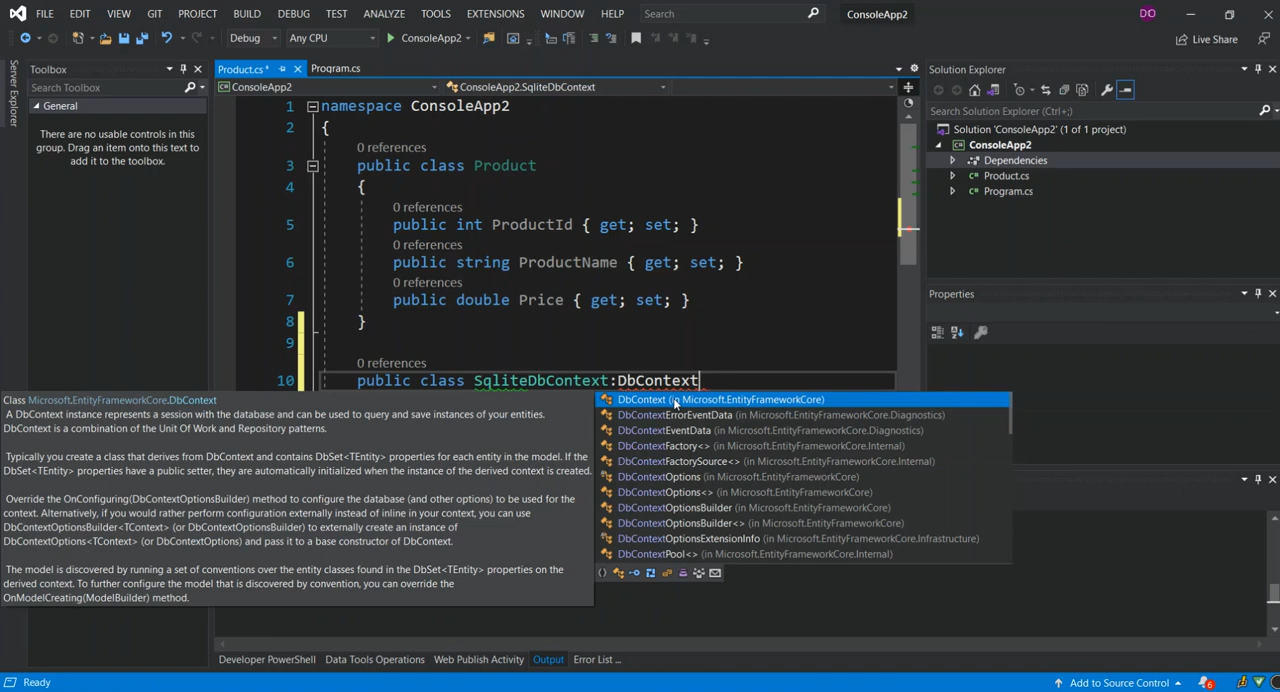 FILE EDIT VIEW GIT PROJECT BUILD DEBUG TEST ANALYZE TOOLS EXTENSIONS WINDOW HELP Search ConsoleApp2 DO
Debug Any CPU ConsoleApp2 Live Share
Server Explorer
Toolbox
Search Toolbox
General
There are no usable controls in this
group. Drag an item onto this text to
add it to the toolbox.
Product.cs* Program.cs
ConsoleApp2 ConsoleApp2.SqliteDbContext
1 namespace ConsoleApp2
2 {
0 references
3 public class Product
4 {
0 references
5 public int ProductId { get; set; }
0 references
6 public string ProductName { get; set; }
0 references
7 public double Price { get; set; }
8 }
9
0 references
10 public class SqliteDbContext:DbContext
Class Microsoft.EntityFrameworkCore.DbContext
A DbContext instance represents a session with the database and can be used to query and save instances of your entities.
DbContext is a combination of the Unit Of Work and Repository patterns.
Typically you create a class that derives from DbContext and contains DbSet<TEntity> properties for each entity in the model. If the
DbSet<TEntity> properties have a public setter, they are automatically initialized when the instance of the derived context is created.
Override the OnConfiguring(DbContextOptionsBuilder) method to configure the database (and other options) to be used for the
context. Alternatively, if you would rather perform configuration externally instead of inline in your context, you can use
DbContextOptionsBuilder<TContext> (or DbContextOptionsBuilder) to externally create an instance of
DbContextOptions<TContext> (or DbContextOptions) and pass it to a base constructor of DbContext.
The model is discovered by running a set of conventions over the entity classes found in the DbSet<TEntity> properties on the
derived context. To further configure the model that is discovered by convention, you can override the
OnModelCreating(ModelBuilder) method.
DbContext (in Microsoft.EntityFrameworkCore)
DbContextErrorEventData (in Microsoft.EntityFrameworkCore.Diagnostics)
DbContextEventData (in Microsoft.EntityFrameworkCore.Diagnostics)
DbContextFactory<> (in Microsoft.EntityFrameworkCore.Internal)
DbContextFactorySource<> (in Microsoft.EntityFrameworkCore.Internal)
DbContextOptions (in Microsoft.EntityFrameworkCore)
DbContextOptions<> (in Microsoft.EntityFrameworkCore)
DbContextOptionsBuilder (in Microsoft.EntityFrameworkCore)
DbContextOptionsBuilder<> (in Microsoft.EntityFrameworkCore)
DbContextOptionsExtensionInfo (in Microsoft.EntityFrameworkCore.Infrastructure)
DbContextPool<> (in Microsoft.EntityFrameworkCore.Internal)
Solution Explorer
Search Solution Explorer (Ctrl+;)
Solution 'ConsoleApp2' (1 of 1 project)
ConsoleApp2
Dependencies
Product.cs
Program.cs
Properties
Developer PowerShell Data Tools Operations Web Publish Activity Output Error List ...
Ready Add to Source Control 6